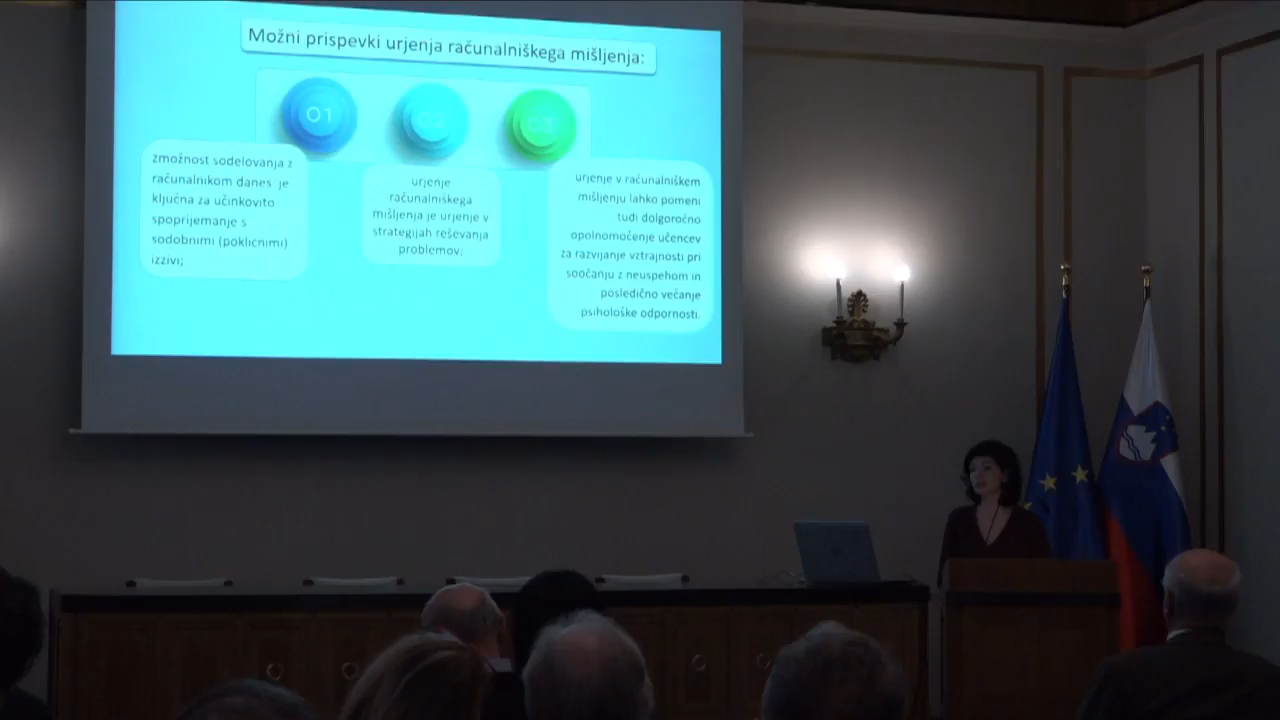 Možni prispevki urjenja računalniškega mišljenja:
01
02
03
zmožnost sodelovanja z
računalnikom danes je
ključna za učinkovito
spoprijemanje s
sodobnimi (poklicnimi)
izzivi;
urjenje
računalniškega
mišljenja je urjenje v
strategijah reševanja
problemov;
urjenje v računalniškem
mišljenju lahko pomeni
tudi dolgoročno
opolnomočenje učencev
za razvijanje vztrajnosti pri
soočanju z neuspehom in
posledično večanje
psihološke odpornosti.